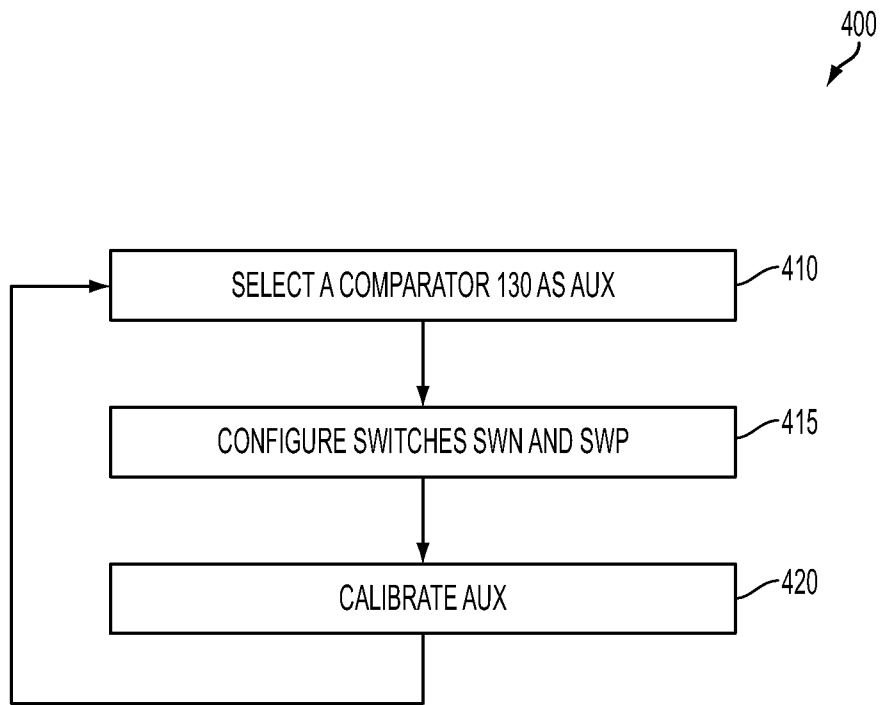 400
SELECT A COMPARATOR 130 AS AUX
410
CONFIGURE SWITCHES SWN AND SWP
415
CALIBRATE AUX
420